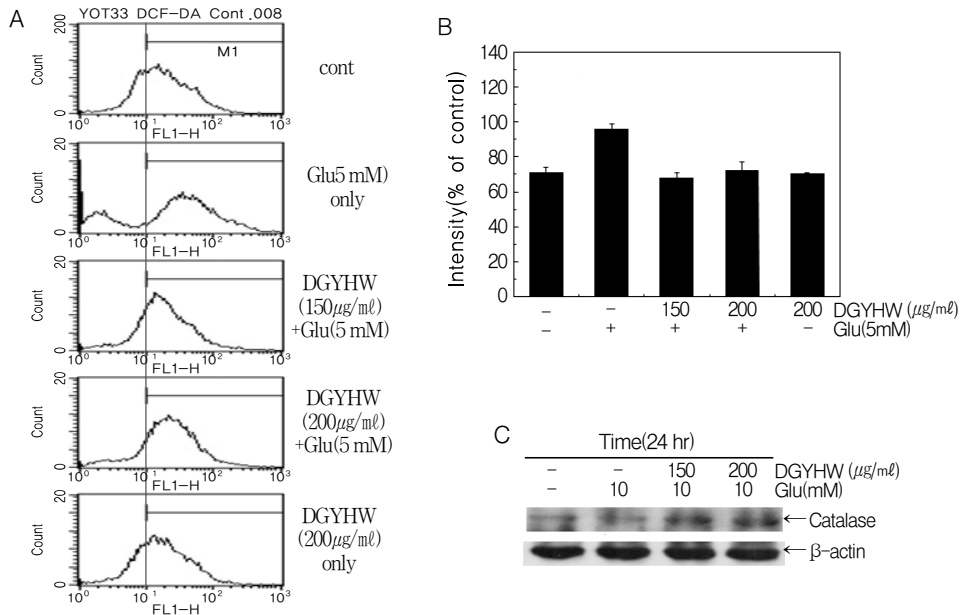 A
YOT33 DCF-DA Cont .008
200
Count
M1
0
10⁰ 10¹ 10² 10³
FL1-H
cont
20
Count
0
10⁰ 10¹ 10² 10³
FL1-H
Glu5 mM)
only
20
Count
0
10⁰ 10¹ 10² 10³
FL1-H
DGYHW
(150μg/㎖)
+Glu(5 mM)
20
Count
0
10⁰ 10¹ 10² 10³
FL1-H
DGYHW
(200μg/㎖)
+Glu(5 mM)
20
Count
0
10⁰ 10¹ 10² 10³
FL1-H
DGYHW
(200μg/㎖)
only
B
Intensity(% of control)
140
120
100
80
60
40
20
0
– – 150 200 200 DGYHW (μg/㎖)
– + + + – Glu(5mM)
C
Time(24 hr)
– – 150 200 DGYHW (μg/㎖)
– 10 10 10 Glu(mM)
←Catalase
←β-actin